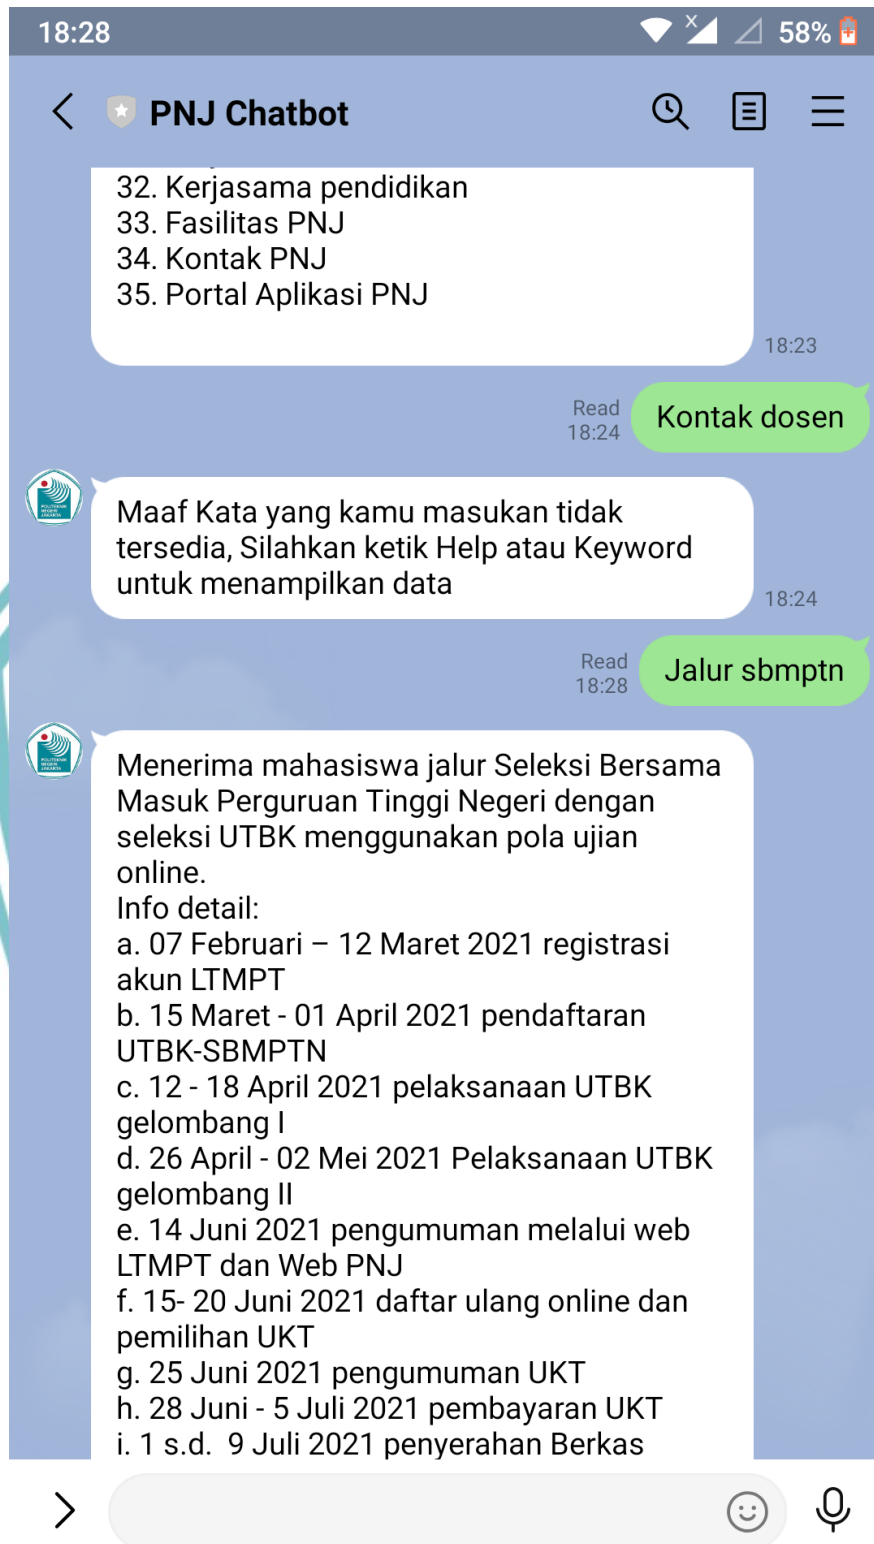 18:28
58%
PNJ Chatbot
32. Kerjasama pendidikan
33. Fasilitas PNJ
34. Kontak PNJ
35. Portal Aplikasi PNJ
18:23
Read
18:24
Kontak dosen
POLITEKNIK
NEGERI
JAKARTA
Maaf Kata yang kamu masukan tidak
tersedia, Silahkan ketik Help atau Keyword
untuk menampilkan data
18:24
Read
18:28
Jalur sbmptn
POLITEKNIK
NEGERI
JAKARTA
Menerima mahasiswa jalur Seleksi Bersama
Masuk Perguruan Tinggi Negeri dengan
seleksi UTBK menggunakan pola ujian
online.
Info detail:
a. 07 Februari – 12 Maret 2021 registrasi
akun LTMPT
b. 15 Maret - 01 April 2021 pendaftaran
UTBK-SBMPTN
c. 12 - 18 April 2021 pelaksanaan UTBK
gelombang I
d. 26 April - 02 Mei 2021 Pelaksanaan UTBK
gelombang II
e. 14 Juni 2021 pengumuman melalui web
LTMPT dan Web PNJ
f. 15- 20 Juni 2021 daftar ulang online dan
pemilihan UKT
g. 25 Juni 2021 pengumuman UKT
h. 28 Juni - 5 Juli 2021 pembayaran UKT
i. 1 s.d.  9 Juli 2021 penyerahan Berkas